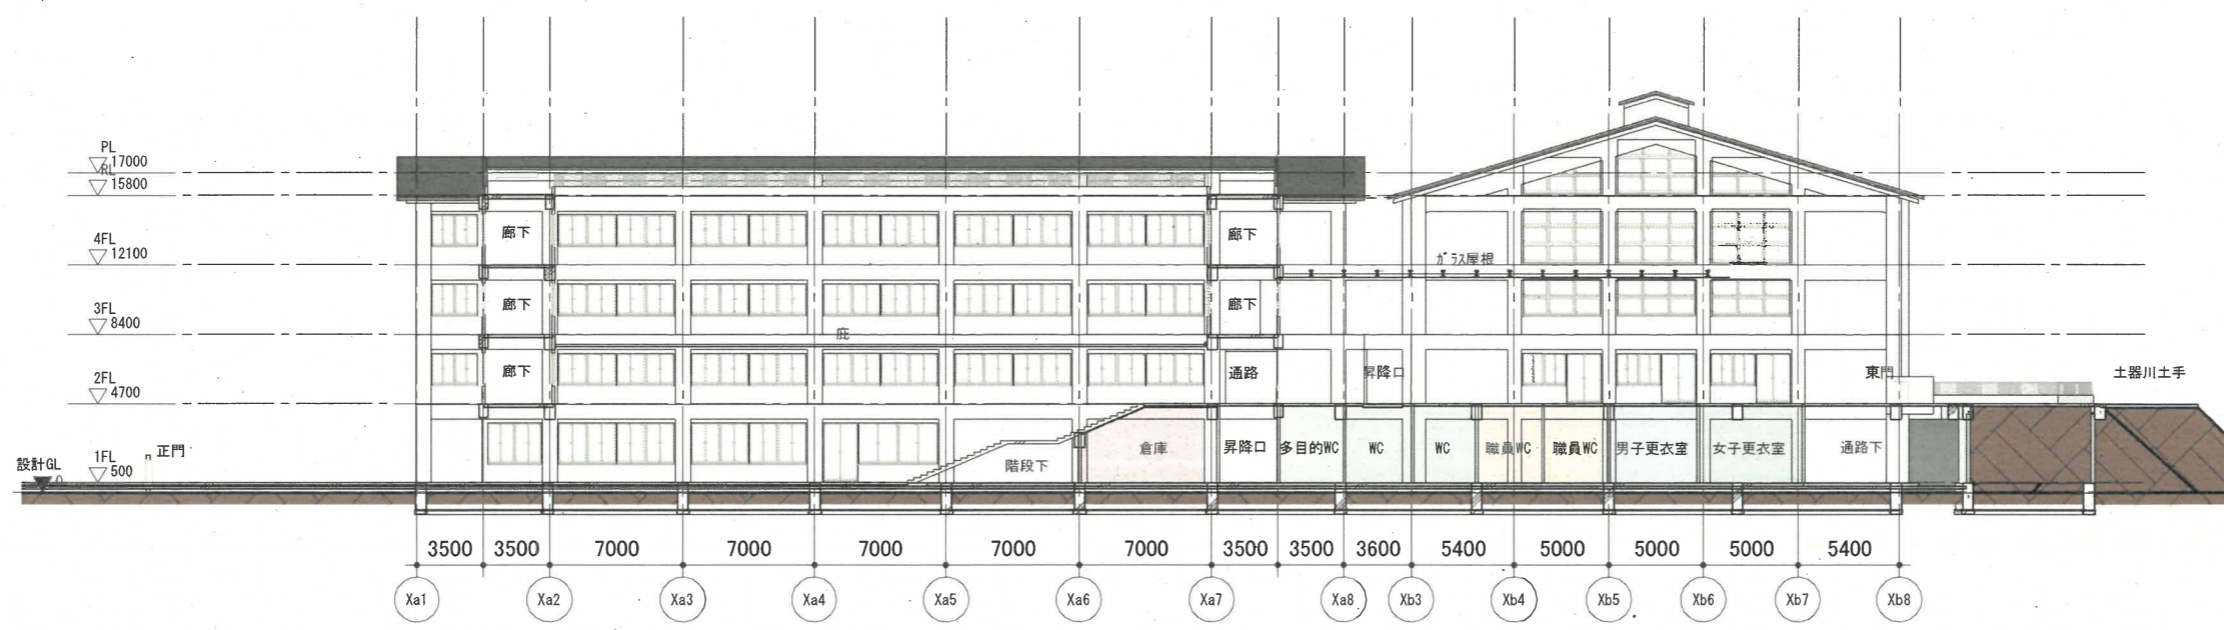 PL
17000
RL
15800
4FL
12100
3FL
8400
2FL
4700
1FL
500
設計GL
0
正門
廊下
廊下
ガラス屋根
廊下
廊下
庇
廊下
通路
昇降口
東門
土器川土手
階段下
倉庫
昇降口
多目的WC
WC
WC
職員WC
職員WC
男子更衣室
女子更衣室
通路下
3500 3500 7000 7000 7000 7000 7000 3500 3500 3600 5400 5000 5000 5000 5400
Xa1 Xa2 Xa3 Xa4 Xa5 Xa6 Xa7 Xa8 Xb3 Xb4 Xb5 Xb6 Xb7 Xb8